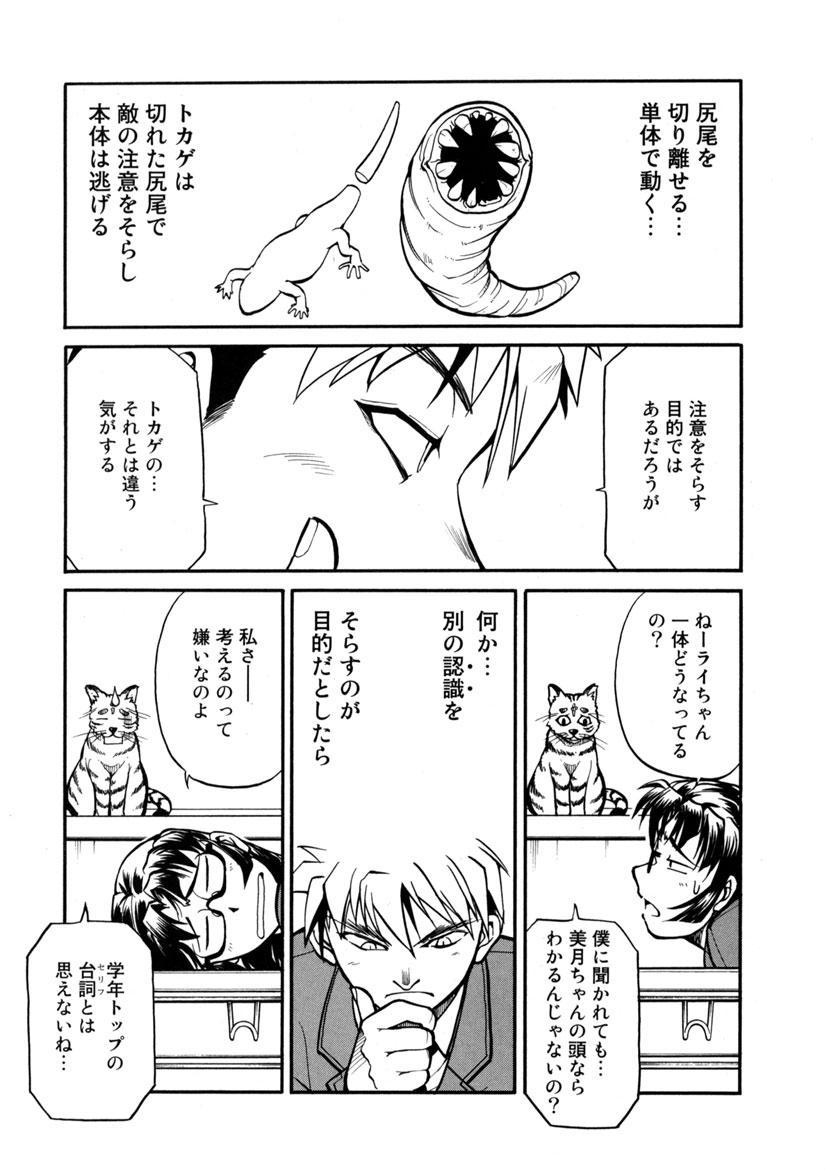 尻尾を
切り離せる…
単体で動く…
トカゲは
切れた尻尾で
敵の注意をそらし
本体は逃げる
注意をそらす
目的では
あるだろうが
トカゲの…
それとは違う
気がする
ねーライちゃん
一体どうなってる
の?
僕に聞かれても…
美月ちゃんの頭なら
わかるんじゃないの?
何か…
別の認識を
そらすのが
目的だとしたら
私さ――
考えるのって
嫌いなのよ
学年トップの
台詞とは
セリフ
思えないね…